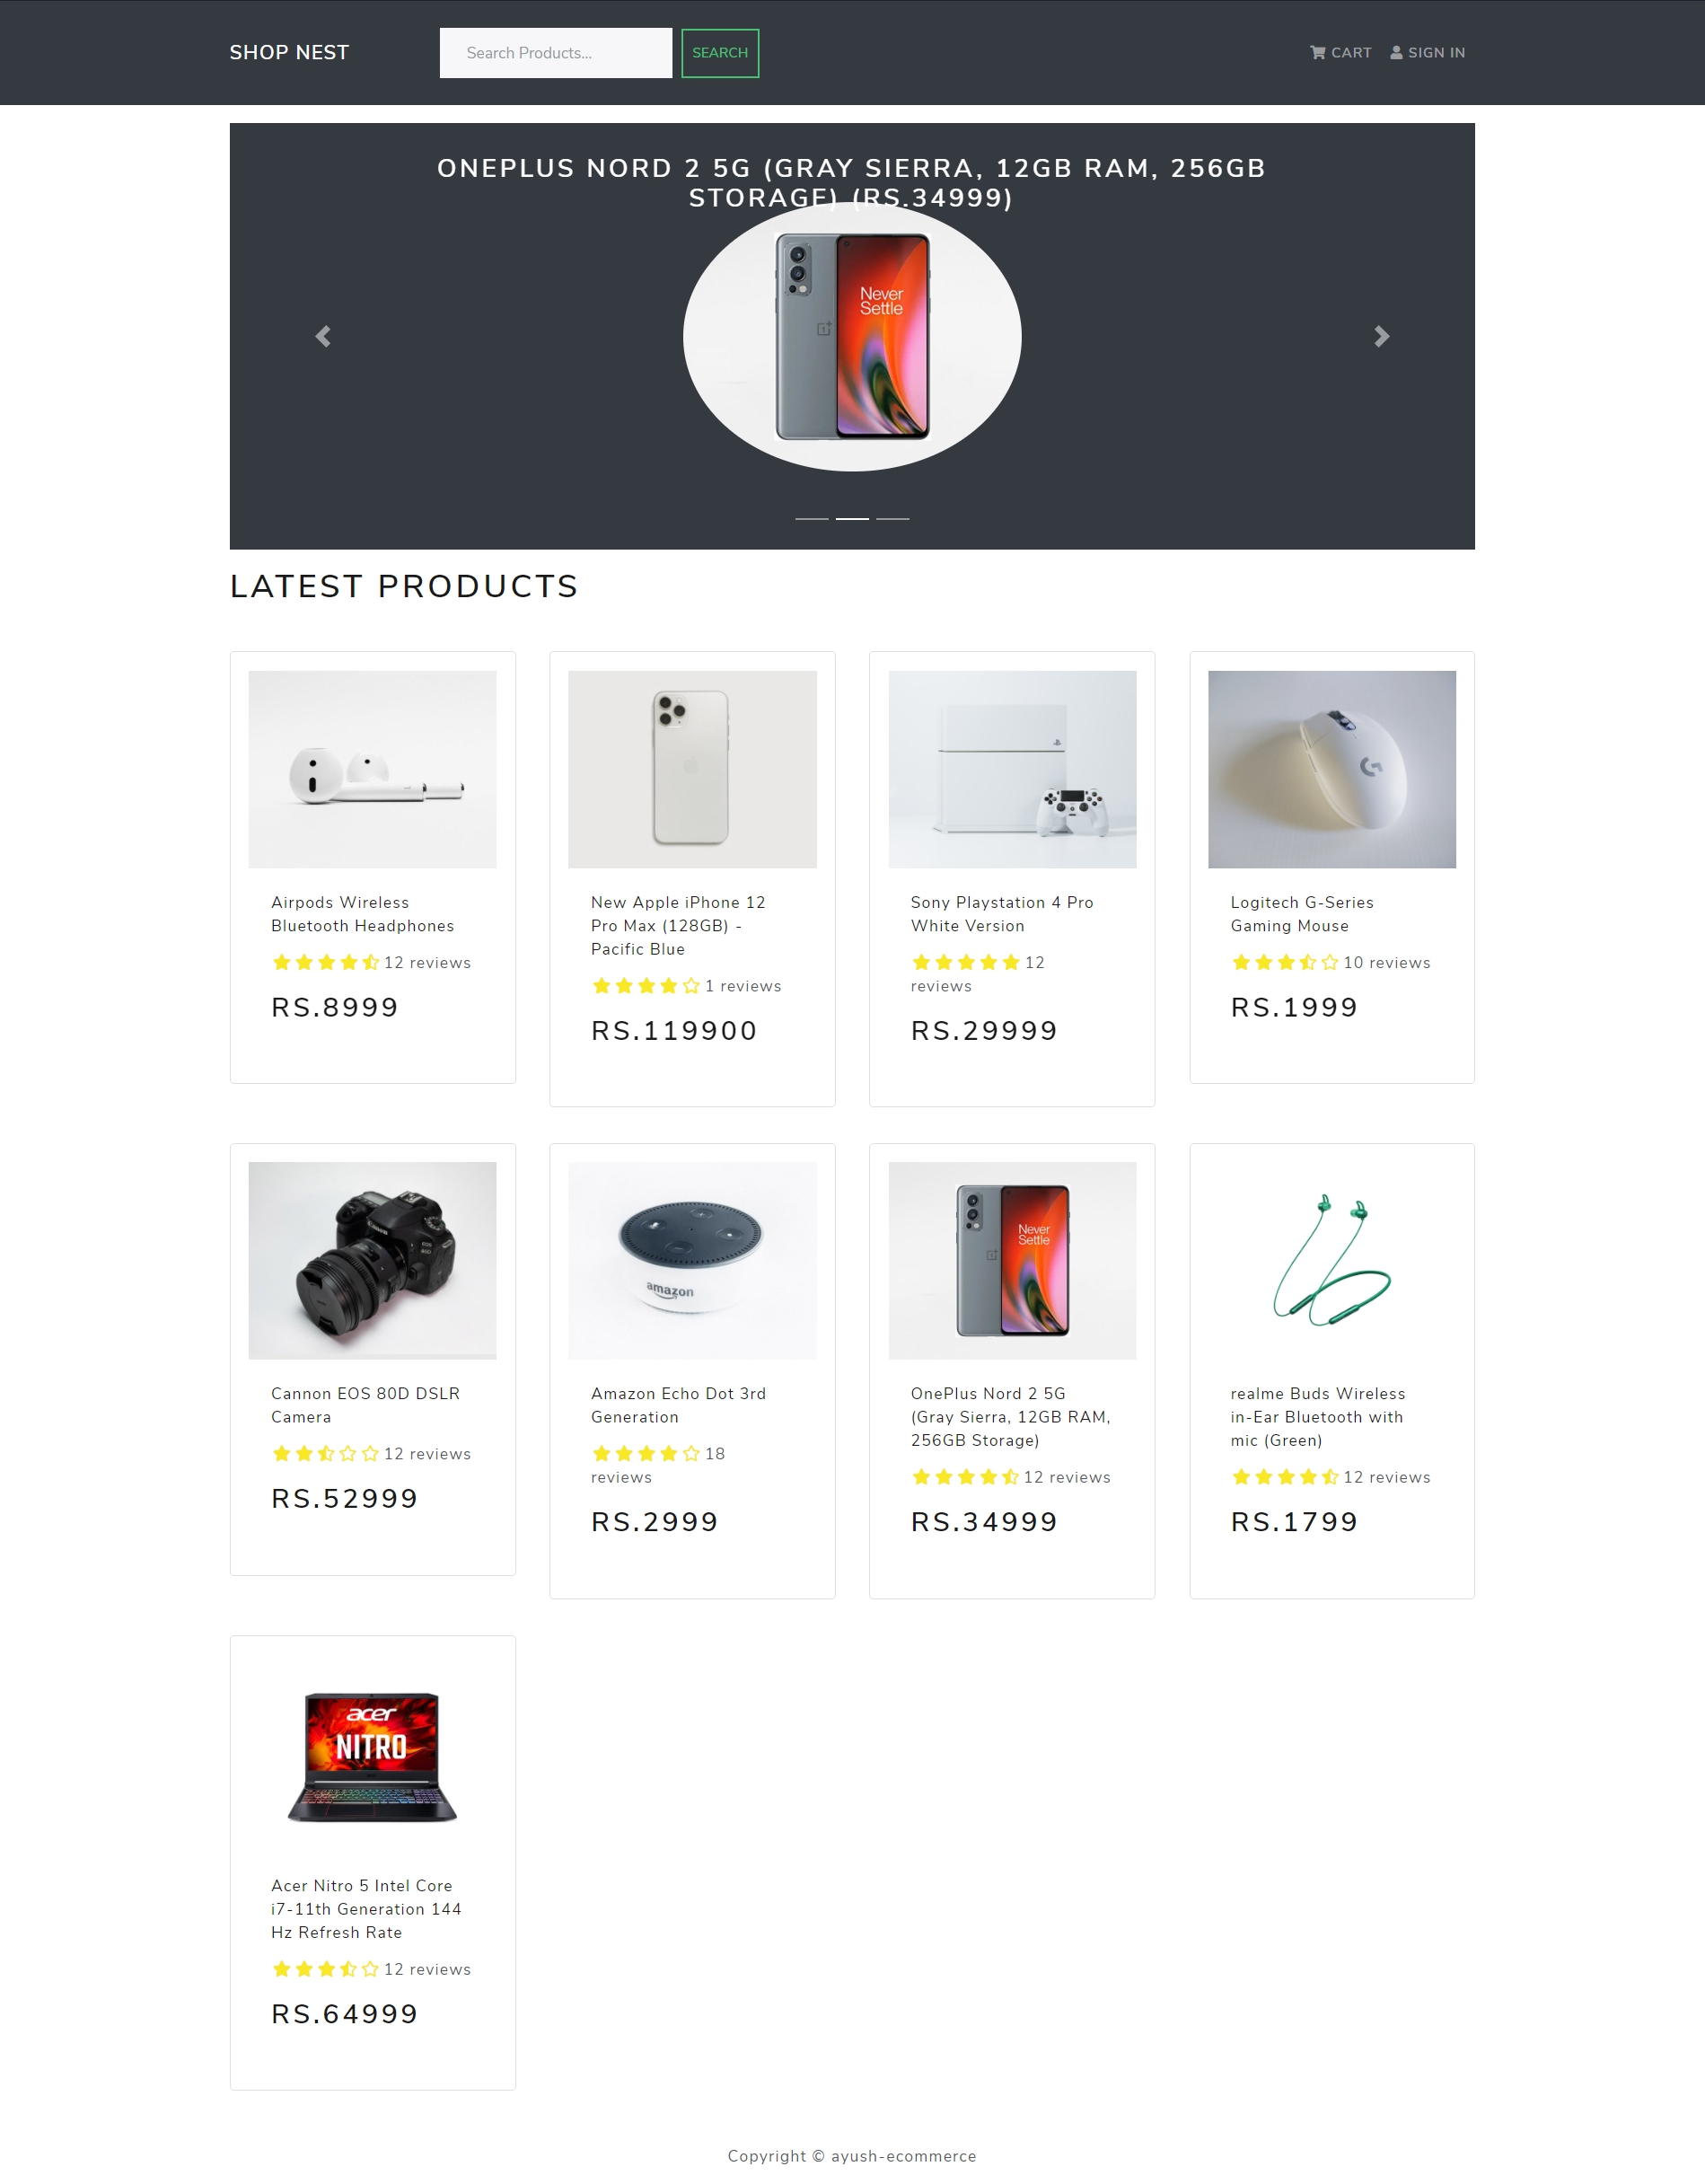 SHOP NEST
Search Products...
SEARCH
CART
SIGN IN
ONEPLUS NORD 2 5G (GRAY SIERRA, 12GB RAM, 256GB
STORAGE) (RS.34999)
Never
Settle
LATEST PRODUCTS
Airpods Wireless
Bluetooth Headphones
12 reviews
RS.8999
New Apple iPhone 12
Pro Max (128GB) -
Pacific Blue
1 reviews
RS.119900
Sony Playstation 4 Pro
White Version
12
reviews
RS.29999
Logitech G-Series
Gaming Mouse
10 reviews
RS.1999
Canon
EOS
80D
Cannon EOS 80D DSLR
Camera
12 reviews
RS.52999
amazon
Amazon Echo Dot 3rd
Generation
18
reviews
RS.2999
Never
Settle
OnePlus Nord 2 5G
(Gray Sierra, 12GB RAM,
256GB Storage)
12 reviews
RS.34999
realme Buds Wireless
in-Ear Bluetooth with
mic (Green)
12 reviews
RS.1799
acer
NITRO
Acer Nitro 5 Intel Core
i7-11th Generation 144
Hz Refresh Rate
12 reviews
RS.64999
Copyright © ayush-ecommerce